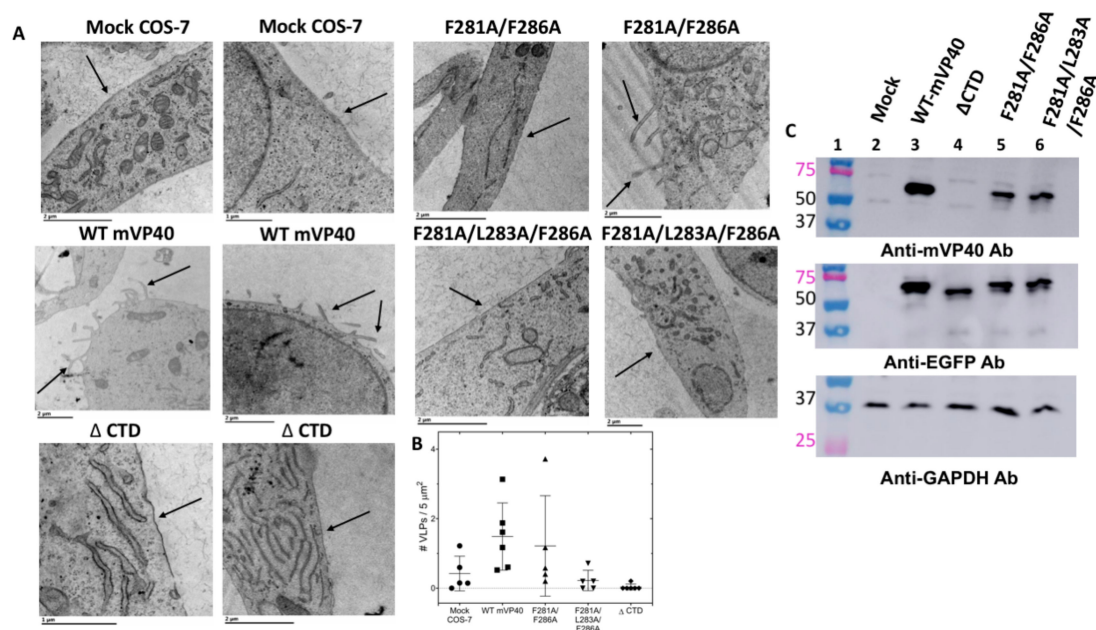 A
Mock COS-7
Mock COS-7
F281A/F286A
F281A/F286A
2 µm
1 µm
2 µm
2 µm
WT mVP40
WT mVP40
F281A/L283A/F286A
F281A/L283A/F286A
2 µm
2 µm
2 µm
2 µm
Δ CTD
Δ CTD
1 µm
2 µm
B
# VLPs / 5 µm²
4
2
0
Mock COS-7
WT mVP40
F281A/ F286A
F281A/ L283A/ F286A
Δ CTD
C
Mock
WT-mVP40
ΔCTD
F281A/F286A
F281A/L283A
/F286A
1 2 3 4 5 6
75
50
37
Anti-mVP40 Ab
75
50
37
Anti-EGFP Ab
37
25
Anti-GAPDH Ab